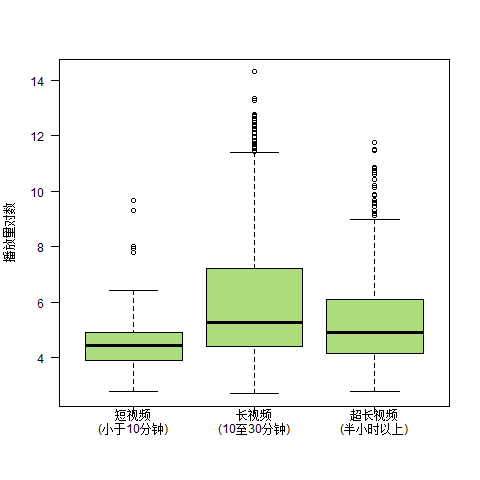 播放量对数
14
12
10
8
6
4
短视频
(小于10分钟)
长视频
(10至30分钟)
超长视频
(半小时以上)